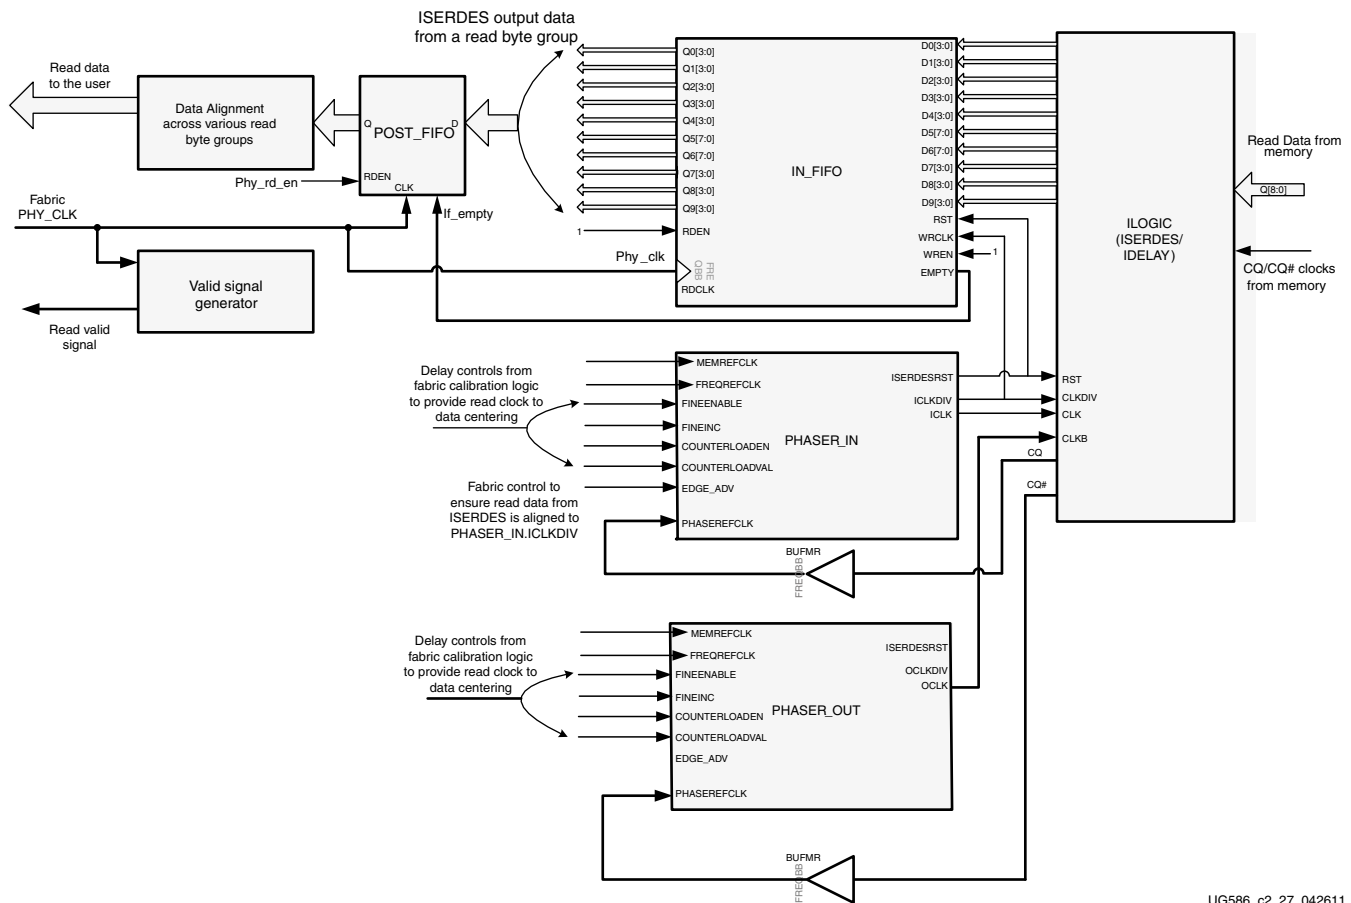 ISERDES output data
from a read byte group
Read data
to the user
Data Alignment
across various read
byte groups
Q
POST_FIFO
D
RDEN
CLK
Phy_rd_en
Fabric
PHY_CLK
If_empty
Valid signal
generator
Read valid
signal
Q0[3:0]
Q1[3:0]
Q2[3:0]
Q3[3:0]
Q4[3:0]
Q5[7:0]
Q6[7:0]
Q7[3:0]
Q8[3:0]
Q9[3:0]
1
RDEN
Phy_clk
FRE
QBB
RDCLK
IN_FIFO
D0[3:0]
D1[3:0]
D2[3:0]
D3[3:0]
D4[3:0]
D5[7:0]
D6[7:0]
D7[3:0]
D8[3:0]
D9[3:0]
RST
WRCLK
WREN
1
EMPTY
ILOGIC
(ISERDES/
IDELAY)
Read Data from
memory
Q[8:0]
CQ/CQ# clocks
from memory
RST
CLKDIV
CLK
CLKB
CQ
CQ#
Delay controls from
fabric calibration logic
to provide read clock to
data centering
Fabric control to
ensure read data from
ISERDES is aligned to
PHASER_IN.ICLKDIV
MEMREFCLK
FREQREFCLK
FINEENABLE
FINEINC
COUNTERLOADEN
COUNTERLOADVAL
EDGE_ADV
PHASEREFCLK
PHASER_IN
ISERDESRST
ICLKDIV
ICLK
BUFMR
FREQBB
Delay controls from
fabric calibration logic
to provide read clock to
data centering
MEMREFCLK
FREQREFCLK
FINEENABLE
FINEINC
COUNTERLOADEN
COUNTERLOADVAL
EDGE_ADV
PHASEREFCLK
PHASER_OUT
ISERDESRST
OCLKDIV
OCLK
BUFMR
FREQBB
UG586_c2_27_042611